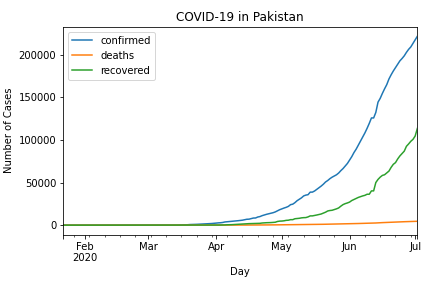 COVID-19 in Pakistan
confirmed
deaths
recovered
200000
150000
100000
50000
0
Number of Cases
Feb Mar Apr May Jun Jul
2020
Day